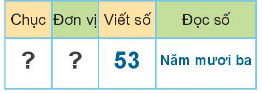 Chục Đơn vị Viết số Đọc số
? ? 53 Năm mươi ba